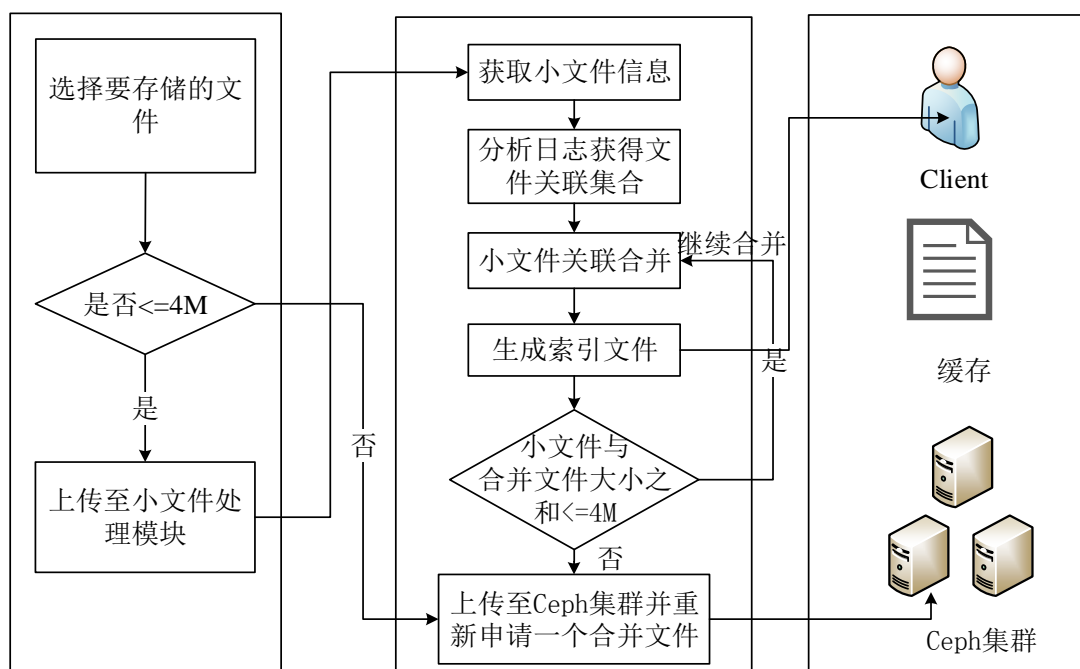 选择要存储的文
件
是否<=4M
是
上传至小文件处
理模块
否
获取小文件信息
分析日志获得文
件关联集合
小文件关联合并
继续合并
生成索引文件
是
小文件与
合并文件大小之
和<=4M
否
上传至Ceph集群并重
新申请一个合并文件
Client
缓存
Ceph集群